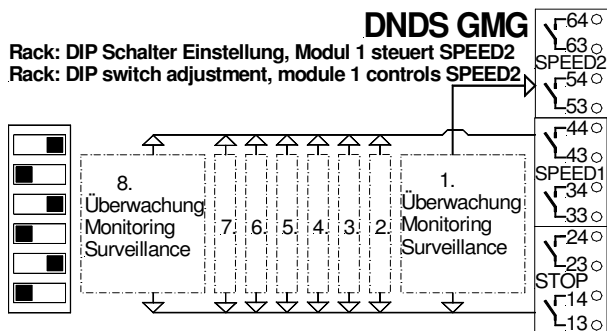 DNDS GMG
Rack: DIP Schalter Einstellung, Modul 1 steuert SPEED2
Rack: DIP switch adjustment, module 1 controls SPEED2
8.
Überwachung
Monitoring
Surveillance
7.
6.
5.
4.
3.
2.
1.
Überwachung
Monitoring
Surveillance
64
63
SPEED2
54
53
44
43
SPEED1
34
33
24
23
STOP
14
13